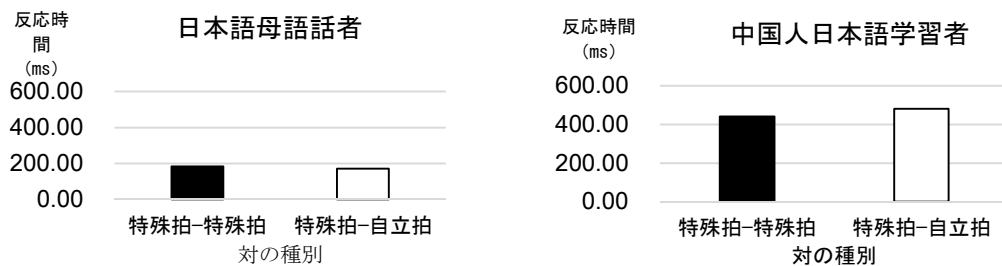 日本語母語話者
反応時
間
(ms)
600.00
400.00
200.00
0.00
特殊拍-特殊拍 特殊拍-自立拍
対の種別
中国人日本語学習者
反応時間
(ms)
600.00
400.00
200.00
0.00
特殊拍-特殊拍 特殊拍-自立拍
対の種別